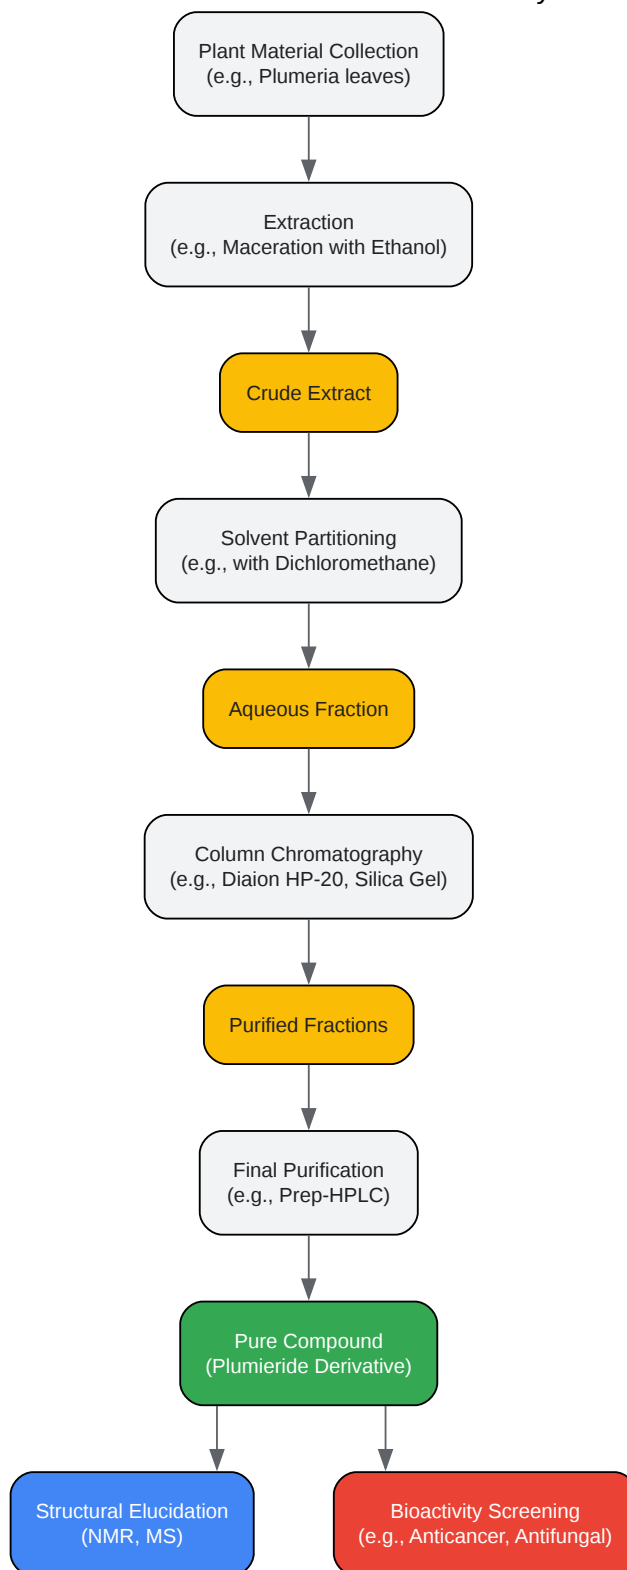 Plant Material Collection
(e.g., Plumeria leaves)
Extraction
(e.g., Maceration with Ethanol)
Crude Extract
Solvent Partitioning
(e.g., with Dichloromethane)
Aqueous Fraction
Column Chromatography
(e.g., Diaion HP-20, Silica Gel)
Purified Fractions
Final Purification
(e.g., Prep-HPLC)
Pure Compound
(Plumieride Derivative)
Structural Elucidation
(NMR, MS)
Bioactivity Screening
(e.g., Anticancer, Antifungal)